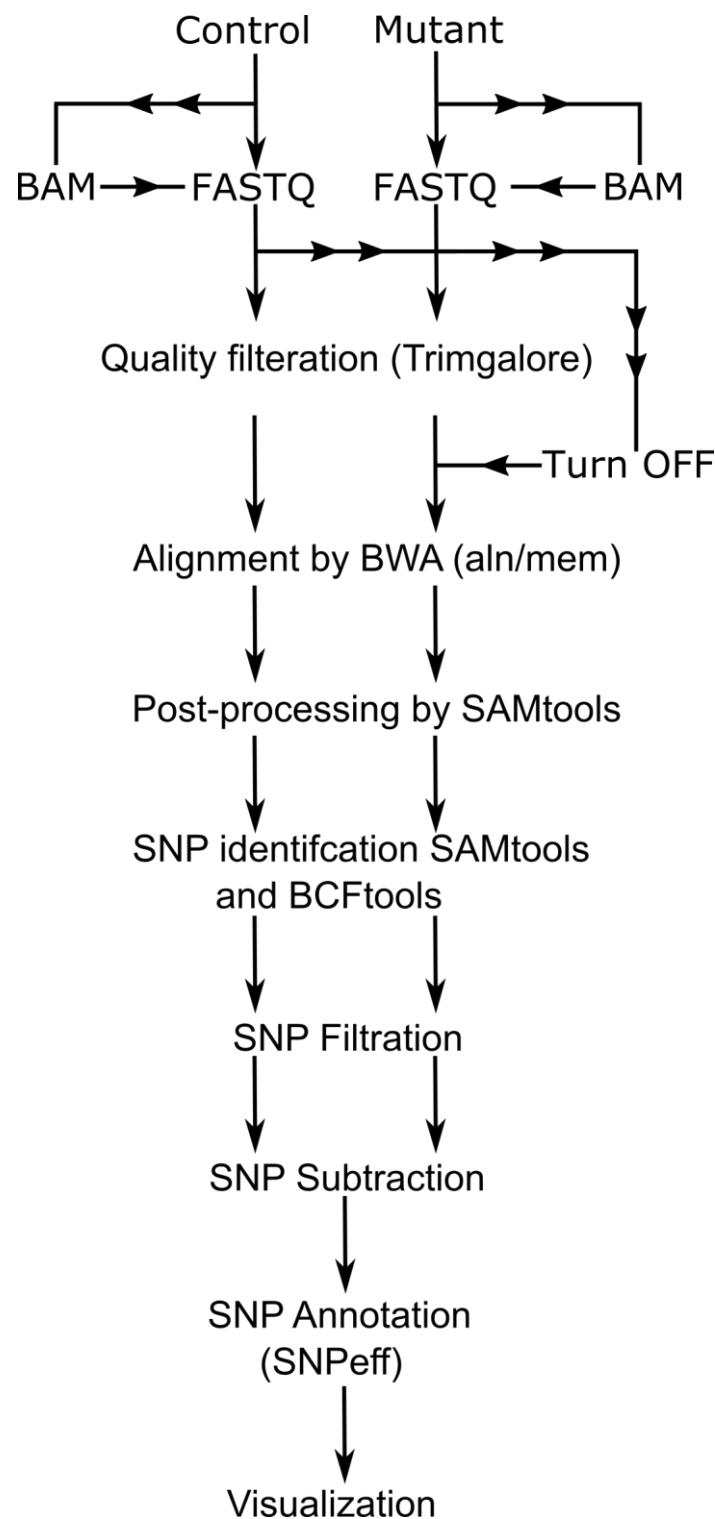 Control Mutant
BAM FASTQ FASTQ BAM
Quality filteration (Trimgalore)
Turn OFF
Alignment by BWA (aln/mem)
Post-processing by SAMtools
SNP identifcation SAMtools
and BCFtools
SNP Filtration
SNP Subtraction
SNP Annotation
(SNPeff)
Visualization